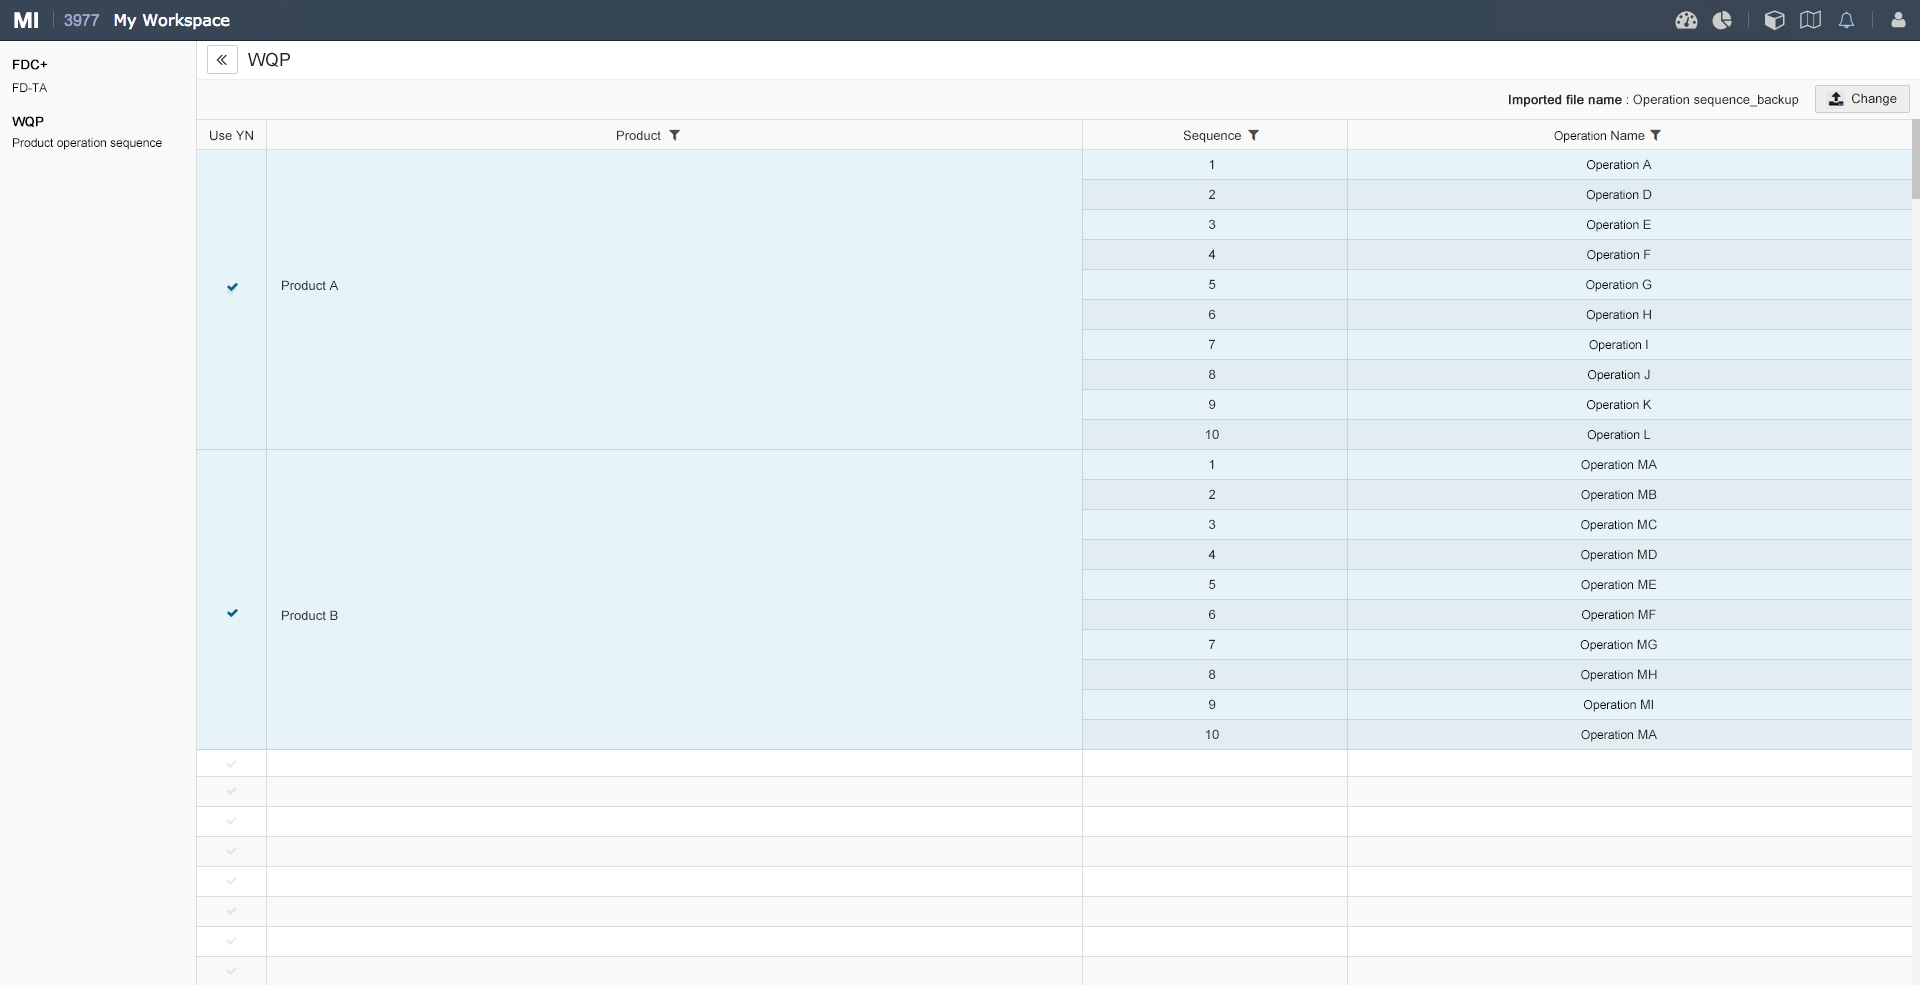 MI 3977 My Workspace
FDC+
FD-TA
WQP
Product operation sequence
WQP
Imported file name : Operation sequence_backup Change
Use YN Product Sequence Operation Name
Product A
1 Operation A
2 Operation D
3 Operation E
4 Operation F
5 Operation G
6 Operation H
7 Operation I
8 Operation J
9 Operation K
10 Operation L
Product B
1 Operation MA
2 Operation MB
3 Operation MC
4 Operation MD
5 Operation ME
6 Operation MF
7 Operation MG
8 Operation MH
9 Operation MI
10 Operation MA